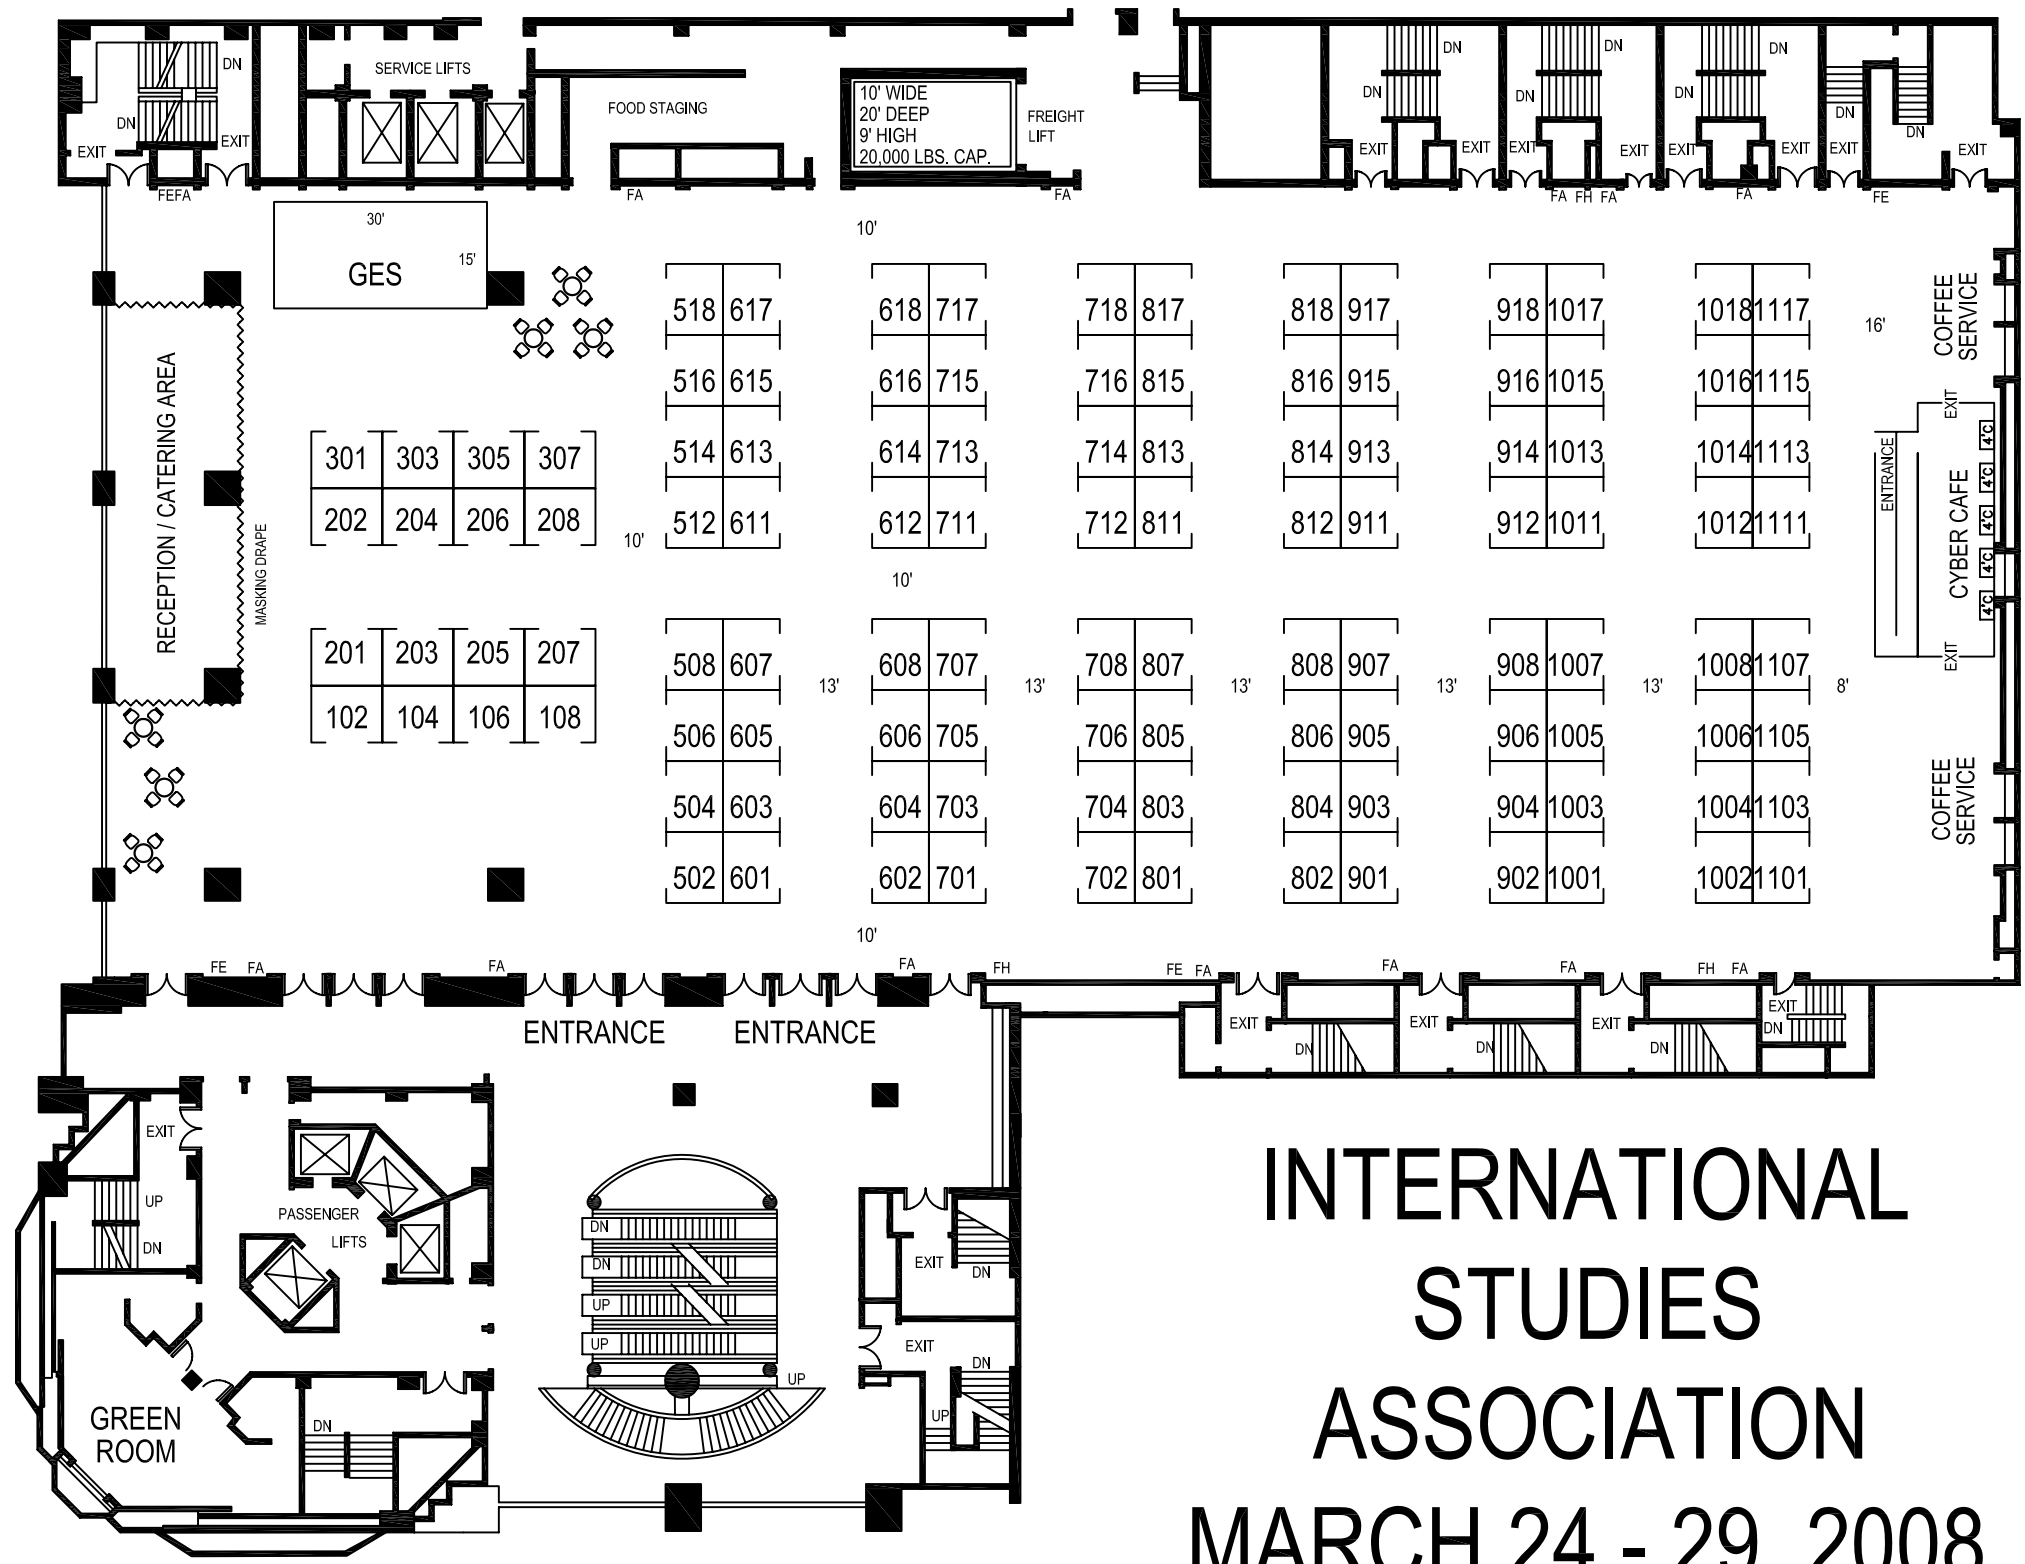 DN
SERVICE LIFTS
DN
EXIT
EXIT
FEFA
FOOD STAGING
FA
10' WIDE
20' DEEP
9' HIGH
20,000 LBS. CAP.
FREIGHT
LIFT
FA
DN
DN
EXIT
EXIT
DN
DN
EXIT
EXIT
DN
DN
EXIT
EXIT
DN
DN
EXIT
EXIT
FA FH FA
FA
FE
30'
15'
GES
10'
518 617 618 717 718 817 818 917 918 1017 1018 1117
516 615 616 715 716 815 816 915 916 1015 1016 1115
514 613 614 713 714 813 814 913 914 1013 1014 1113
512 611 612 711 712 811 812 911 912 1011 1012 1111
16'
COFFEE
SERVICE
301 303 305 307
202 204 206 208
10'
10'
RECEPTION / CATERING AREA
MASKING DRAPE
EXIT
ENTRANCE
CYBER CAFE
4'C
4'C
4'C
4'C
4'C
EXIT
201 203 205 207
102 104 106 108
508 607 608 707 708 807 808 907 908 1007 1008 1107
13' 13' 13' 13' 13' 8'
506 605 606 705 706 805 806 905 906 1005 1006 1105
504 603 604 703 704 803 804 903 904 1003 1004 1103
502 601 602 701 702 801 802 901 902 1001 1002 1101
COFFEE
SERVICE
10'
FE FA FA FA FH FE FA FA FA FH FA
ENTRANCE ENTRANCE
EXIT
DN
EXIT
DN
EXIT
DN
EXIT
DN
EXIT
UP
DN
PASSENGER
LIFTS
DN
DN
UP
UP
UP
EXIT
DN
EXIT
DN
UP
GREEN
ROOM
DN
INTERNATIONAL
STUDIES
ASSOCIATION
MARCH 24 - 29, 2008